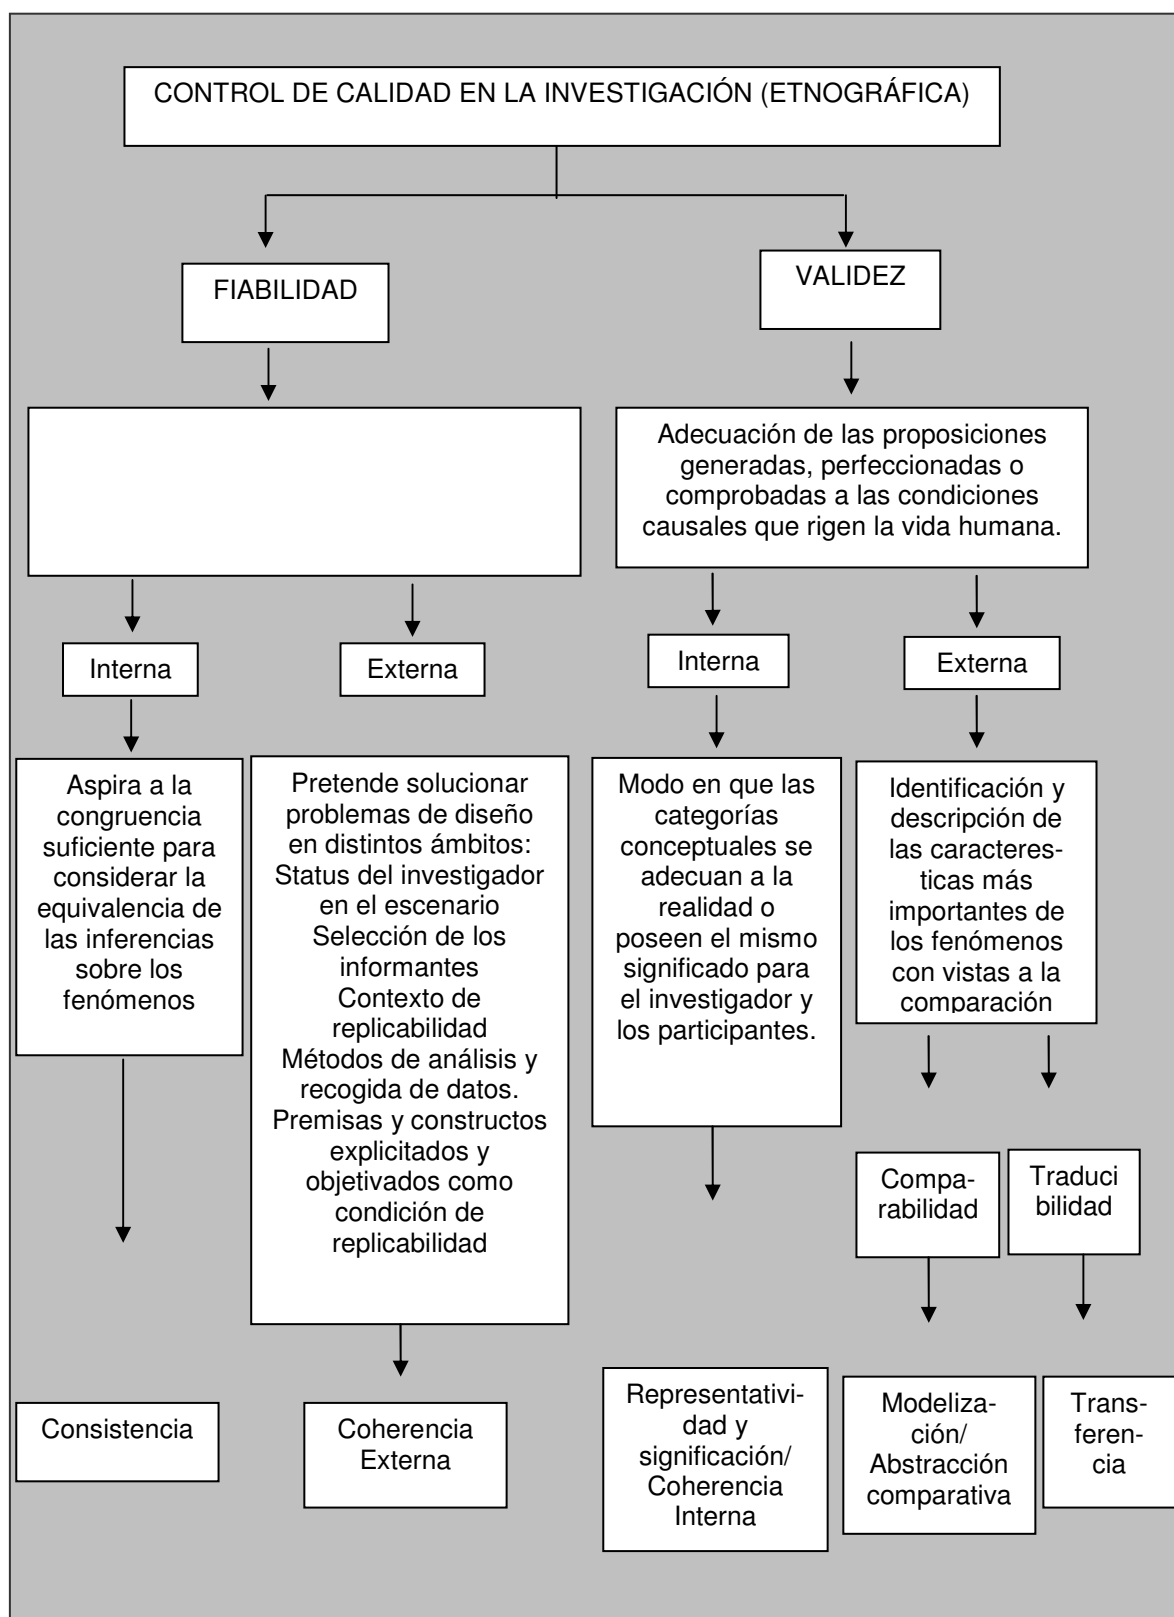 CONTROL DE CALIDAD EN LA INVESTIGACIÓN (ETNOGRÁFICA)
FIABILIDAD
VALIDEZ
Adecuación de las proposiciones
generadas, perfeccionadas o
comprobadas a las condiciones
causales que rigen la vida humana.
Interna
Externa
Interna
Externa
Aspira a la
congruencia
suficiente para
considerar la
equivalencia de
las inferencias
sobre los
fenómenos
Pretende solucionar
problemas de diseño
en distintos ámbitos:
Status del investigador
en el escenario
Selección de los
informantes
Contexto de
replicabilidad
Métodos de análisis y
recogida de datos.
Premisas y constructos
explicitados y
objetivados como
condición de
replicabilidad
Modo en que las
categorías
conceptuales se
adecuan a la
realidad o
poseen el mismo
significado para
el investigador y
los participantes.
Identificación y
descripción de
las caracteres-
ticas más
importantes de
los fenómenos
con vistas a la
comparación
Compa-
rabilidad
Traduci
bilidad
Consistencia
Coherencia
Externa
Representativi-
dad y
significación/
Coherencia
Interna
Modeliza-
ción/
Abstracción
comparativa
Trans-
feren-
cia